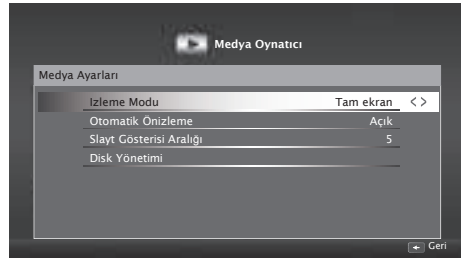 Medya Oynatıcı
Medya Ayarları
Izleme Modu Tam ekran < >
Otomatik Önizleme Açık
Slayt Gösterisi Aralığı 5
Disk Yönetimi
Geri